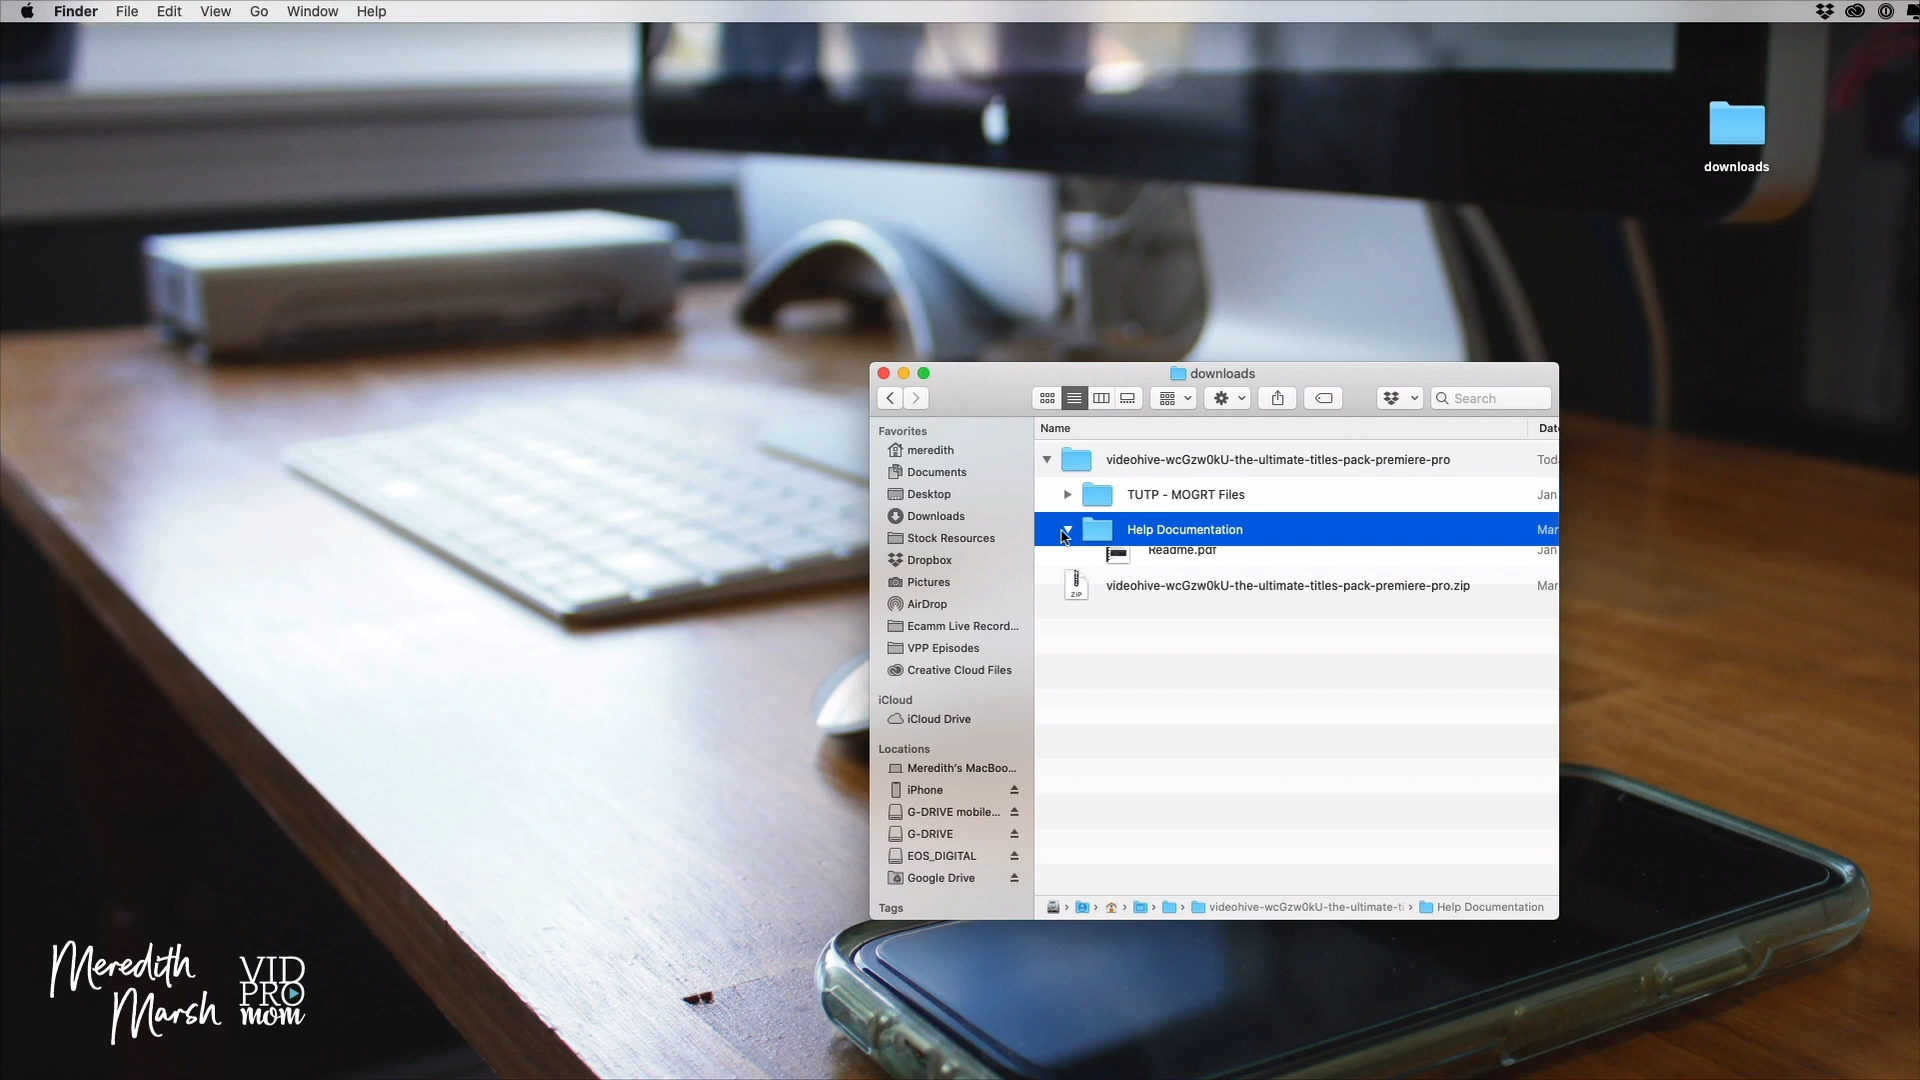 Finder File Edit View Go Window Help
downloads
downloads
Search
Favorites
meredith
Documents
Desktop
Downloads
Stock Resources
Dropbox
Pictures
AirDrop
Ecamm Live Record...
VPP Episodes
Creative Cloud Files
iCloud
iCloud Drive
Locations
Meredith's MacBoo...
iPhone
G-DRIVE mobile...
G-DRIVE
EOS_DIGITAL
Google Drive
Tags
Name Date
videohive-wcGzw0kU-the-ultimate-titles-pack-premiere-pro Tod
TUTP - MOGRT Files Jan
Help Documentation Mar
Readme.pdf Jan
ZIP videohive-wcGzw0kU-the-ultimate-titles-pack-premiere-pro.zip Mar
videohive-wcGzw0kU-the-ultimate-t Help Documentation
Meredith
Marsh
VID
PRO
mom